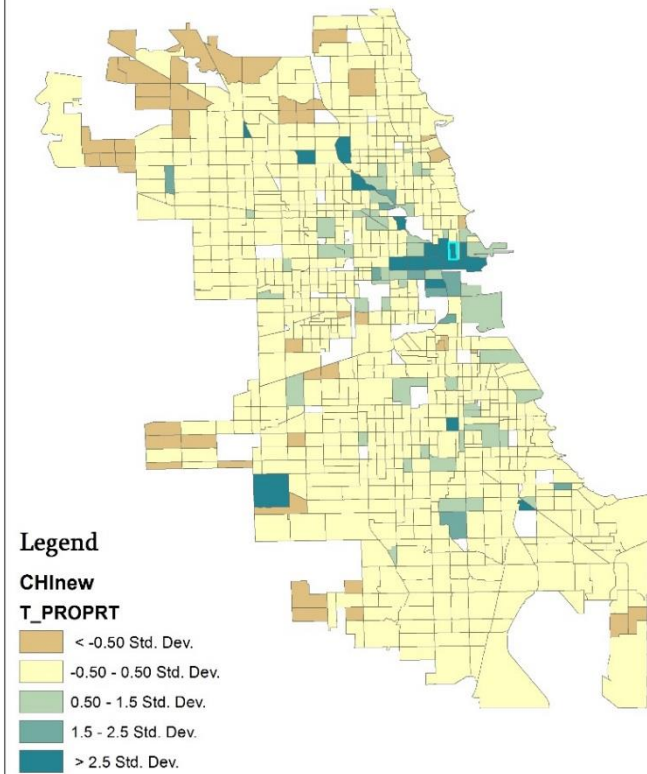 Legend
CHInew
T_PROPRT
< -0.50 Std. Dev.
-0.50 - 0.50 Std. Dev.
0.50 - 1.5 Std. Dev.
1.5 - 2.5 Std. Dev.
> 2.5 Std. Dev.